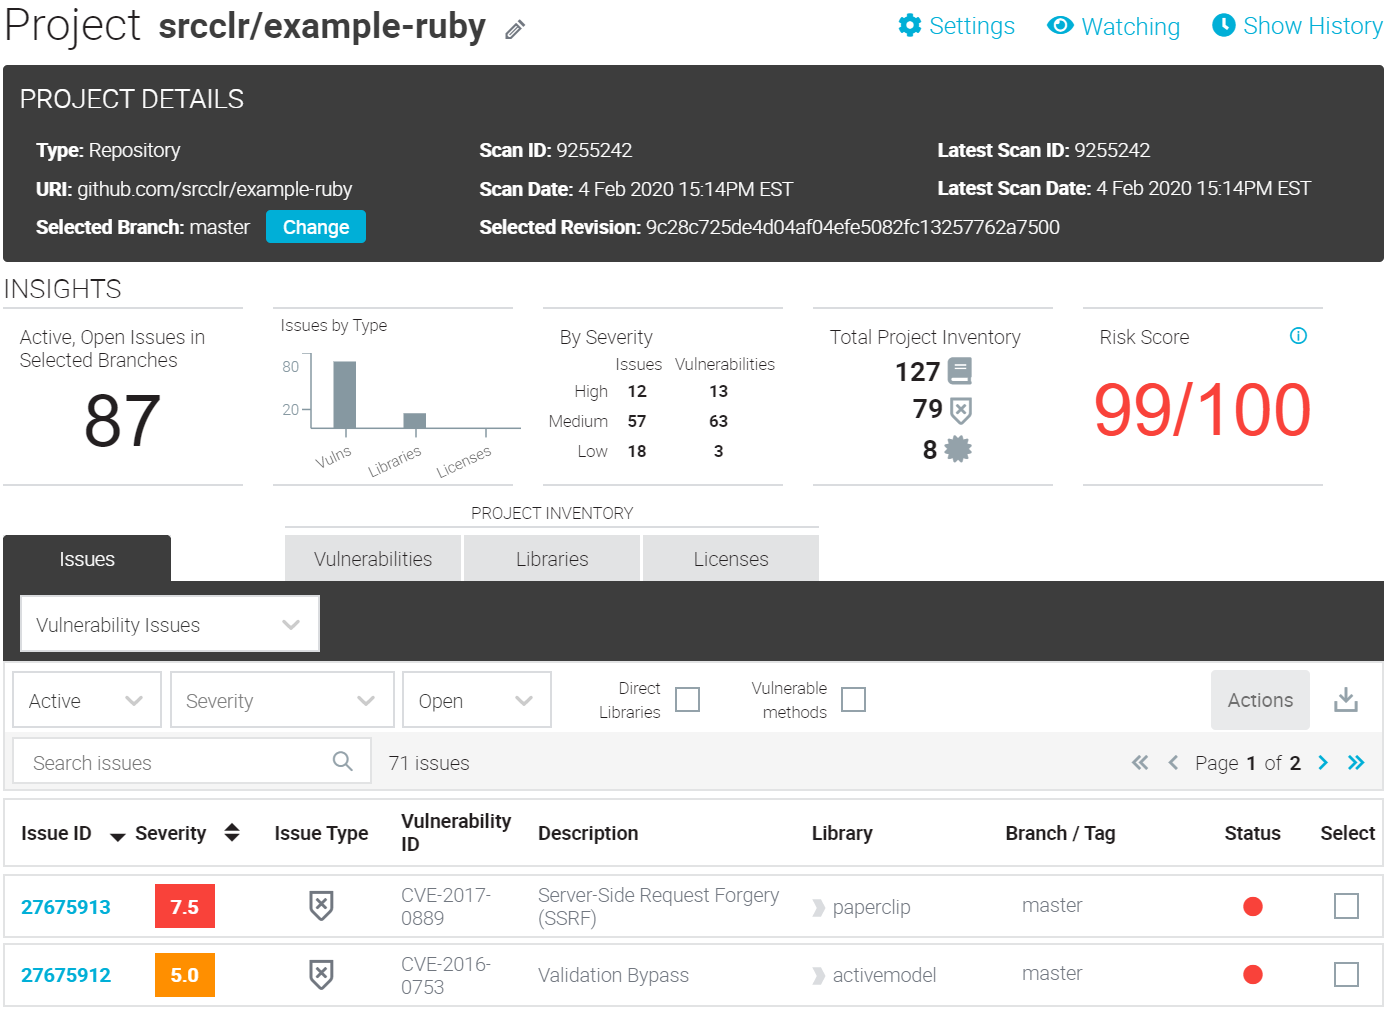 Project srcclr/example-ruby
Settings Watching Show History
PROJECT DETAILS
Type: Repository
Scan ID: 9255242
Latest Scan ID: 9255242
URI: github.com/srcclr/example-ruby
Scan Date: 4 Feb 2020 15:14PM EST
Latest Scan Date: 4 Feb 2020 15:14PM EST
Selected Branch: master Change
Selected Revision: 9c28c725de4d04af04efe5082fc13257762a7500
INSIGHTS
Active, Open Issues in
Selected Branches
87
Issues by Type
80
20
Vulns Libraries Licenses
By Severity
Issues Vulnerabilities
High 12 13
Medium 57 63
Low 18 3
Total Project Inventory
127
79
8
Risk Score
99/100
PROJECT INVENTORY
Issues Vulnerabilities Libraries Licenses
Vulnerability Issues
Active Severity Open
Direct
Libraries
Vulnerable
methods
Actions
Search issues 71 issues Page 1 of 2
Issue ID Severity Issue Type
Vulnerability
ID
Description Library Branch / Tag Status Select
27675913 7.5
CVE-2017-
0889
Server-Side Request Forgery
(SSRF)
paperclip master
27675912 5.0
CVE-2016-
0753
Validation Bypass activemodel master